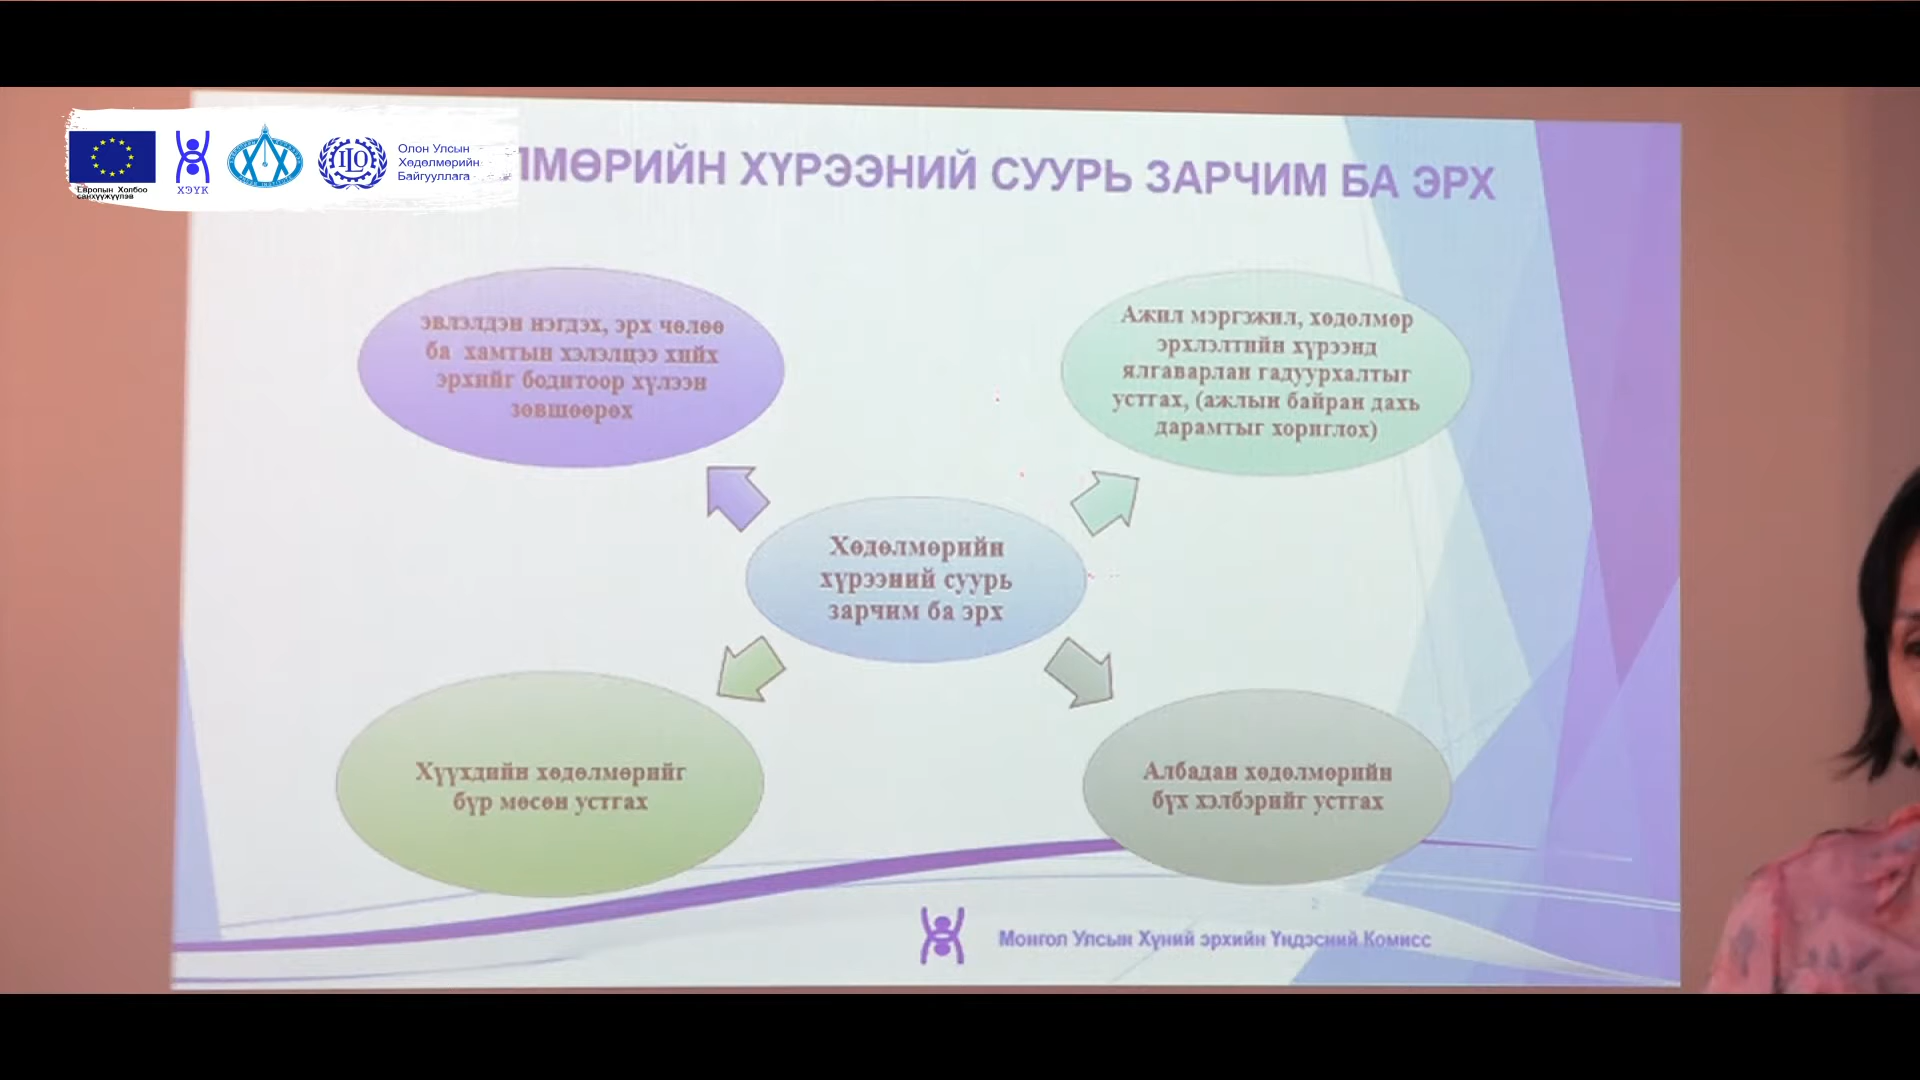 Европын Холбоо
санхүүжүүлэв
ХЭҮК
ILO
Олон Улсын
Хөдөлмөрийн
Байгууллага
ЛМӨРИЙН ХҮРЭЭНИЙ СУУРЬ ЗАРЧИМ БА ЭРХ
эвлэлдэн нэгдэх, эрх чөлөө
ба хамтын хэлэлцээ хийх
эрхийг бодитоор хүлээн
зөвшөөрөх
Ажил мэргэжил, хөдөлмөр
эрхлэлтийн хүрээнд
ялгаварлан гадуурхалтыг
устгах, (ажлын байран дахь
дарамтыг хориглох)
Хөдөлмөрийн
хүрээний суурь
зарчим ба эрх
Хүүхдийн хөдөлмөрийг
бүр мөсөн устгах
Албадан хөдөлмөрийн
бүх хэлбэрийг устгах
2
Монгол Улсын Хүний эрхийн Үндэсний Комисс